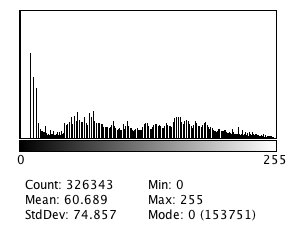 0 255
Count: 326343 Min: 0
Mean: 60.689 Max: 255
StdDev: 74.857 Mode: 0 (153751)